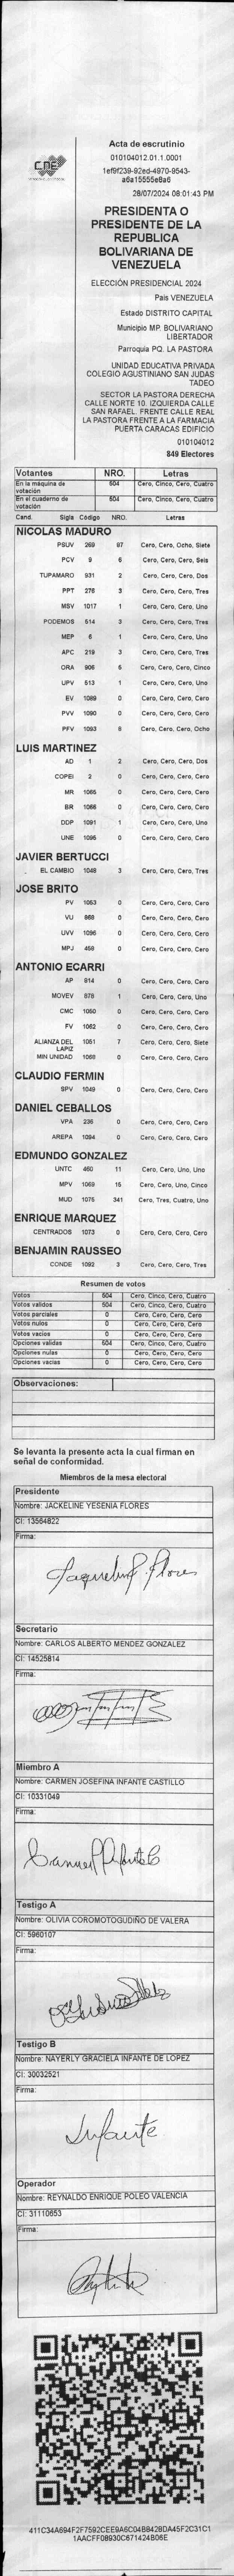 CNE
Acta de escrutinio
010104012.01.1.0001
1ef9f239-92ed-4970-9543-
a6a15555e8a6
28/07/2024 08:01:43 PM
PRESIDENTA O
PRESIDENTE DE LA
REPUBLICA
BOLIVARIANA DE
VENEZUELA
ELECCIÓN PRESIDENCIAL 2024
País VENEZUELA
Estado DISTRITO CAPITAL
Municipio MP. BOLIVARIANO
LIBERTADOR
Parroquia PQ. LA PASTORA
UNIDAD EDUCATIVA PRIVADA
COLEGIO AGUSTINIANO SAN JUDAS
TADEO
SECTOR LA PASTORA DERECHA
CALLE NORTE 10. IZQUIERDA CALLE
SAN RAFAEL. FRENTE CALLE REAL
LA PASTORA FRENTE A LA FARMACIA
PUERTA CARACAS EDIFICIO
010104012
849 Electores
Votantes NRO. Letras
En la máquina de votación 504 Cero, Cinco, Cero, Cuatro
En el cuaderno de votación 504 Cero, Cinco, Cero, Cuatro
Cand. Sigla Código NRO. Letras
NICOLAS MADURO
PSUV 269 87 Cero, Cero, Ocho, Siete
PCV 9 6 Cero, Cero, Cero, Seis
TUPAMARO 931 2 Cero, Cero, Cero, Dos
PPT 276 3 Cero, Cero, Cero, Tres
MSV 1017 1 Cero, Cero, Cero, Uno
PODEMOS 514 3 Cero, Cero, Cero, Tres
MEP 6 1 Cero, Cero, Cero, Uno
APC 219 3 Cero, Cero, Cero, Tres
ORA 906 5 Cero, Cero, Cero, Cinco
UPV 513 1 Cero, Cero, Cero, Uno
EV 1089 0 Cero, Cero, Cero, Cero
PVV 1090 0 Cero, Cero, Cero, Cero
PFV 1093 8 Cero, Cero, Cero, Ocho
LUIS MARTINEZ
AD 1 2 Cero, Cero, Cero, Dos
COPEI 2 0 Cero, Cero, Cero, Cero
MR 1065 0 Cero, Cero, Cero, Cero
BR 1066 0 Cero, Cero, Cero, Cero
DDP 1091 1 Cero, Cero, Cero, Uno
UNE 1095 0 Cero, Cero, Cero, Cero
JAVIER BERTUCCI
EL CAMBIO 1048 3 Cero, Cero, Cero, Tres
JOSE BRITO
PV 1053 0 Cero, Cero, Cero, Cero
VU 868 0 Cero, Cero, Cero, Cero
UVV 1096 0 Cero, Cero, Cero, Cero
MPJ 459 0 Cero, Cero, Cero, Cero
ANTONIO ECARRI
AP 814 0 Cero, Cero, Cero, Cero
MOVEV 878 1 Cero, Cero, Cero, Uno
CMC 1050 0 Cero, Cero, Cero, Cero
FV 1062 0 Cero, Cero, Cero, Cero
ALIANZA DEL LAPIZ 1051 7 Cero, Cero, Cero, Siete
MIN UNIDAD 1088 0 Cero, Cero, Cero, Cero
CLAUDIO FERMIN
SPV 1049 0 Cero, Cero, Cero, Cero
DANIEL CEBALLOS
VPA 236 0 Cero, Cero, Cero, Cero
AREPA 1094 0 Cero, Cero, Cero, Cero
EDMUNDO GONZALEZ
UNTC 460 11 Cero, Cero, Uno, Uno
MPV 1069 15 Cero, Cero, Uno, Cinco
MUD 1075 341 Cero, Tres, Cuatro, Uno
ENRIQUE MARQUEZ
CENTRADOS 1073 0 Cero, Cero, Cero, Cero
BENJAMIN RAUSSEO
CONDE 1092 3 Cero, Cero, Cero, Tres
Resumen de votos
Votos 504 Cero, Cinco, Cero, Cuatro
Votos validos 504 Cero, Cinco, Cero, Cuatro
Votos parciales 0 Cero, Cero, Cero, Cero
Votos nulos 0 Cero, Cero, Cero, Cero
Votos vacios 0 Cero, Cero, Cero, Cero
Opciones validas 504 Cero, Cinco, Cero, Cuatro
Opciones nulas 0 Cero, Cero, Cero, Cero
Opciones vacias 0 Cero, Cero, Cero, Cero
Observaciones:
Se levanta la presente acta la cual firman en
señal de conformidad.
Miembros de la mesa electoral
Presidente
Nombre: JACKELINE YESENIA FLORES
CI: 13564822
Firma:
Jaqueline Flores
Secretario
Nombre: CARLOS ALBERTO MENDEZ GONZALEZ
CI: 14525814
Firma:
Miembro A
Nombre: CARMEN JOSEFINA INFANTE CASTILLO
CI: 10331049
Firma:
Testigo A
Nombre: OLIVIA COROMOTOGUDIÑO DE VALERA
CI: 5960107
Firma:
Testigo B
Nombre: NAYERLY GRACIELA INFANTE DE LOPEZ
CI: 30032521
Firma:
Infante
Operador
Nombre: REYNALDO ENRIQUE POLEO VALENCIA
CI: 31110653
Firma:
411C34A694F2F7592CEE9A6C04B8428DA45F2C31C1
1AACFF08930C671424B06E